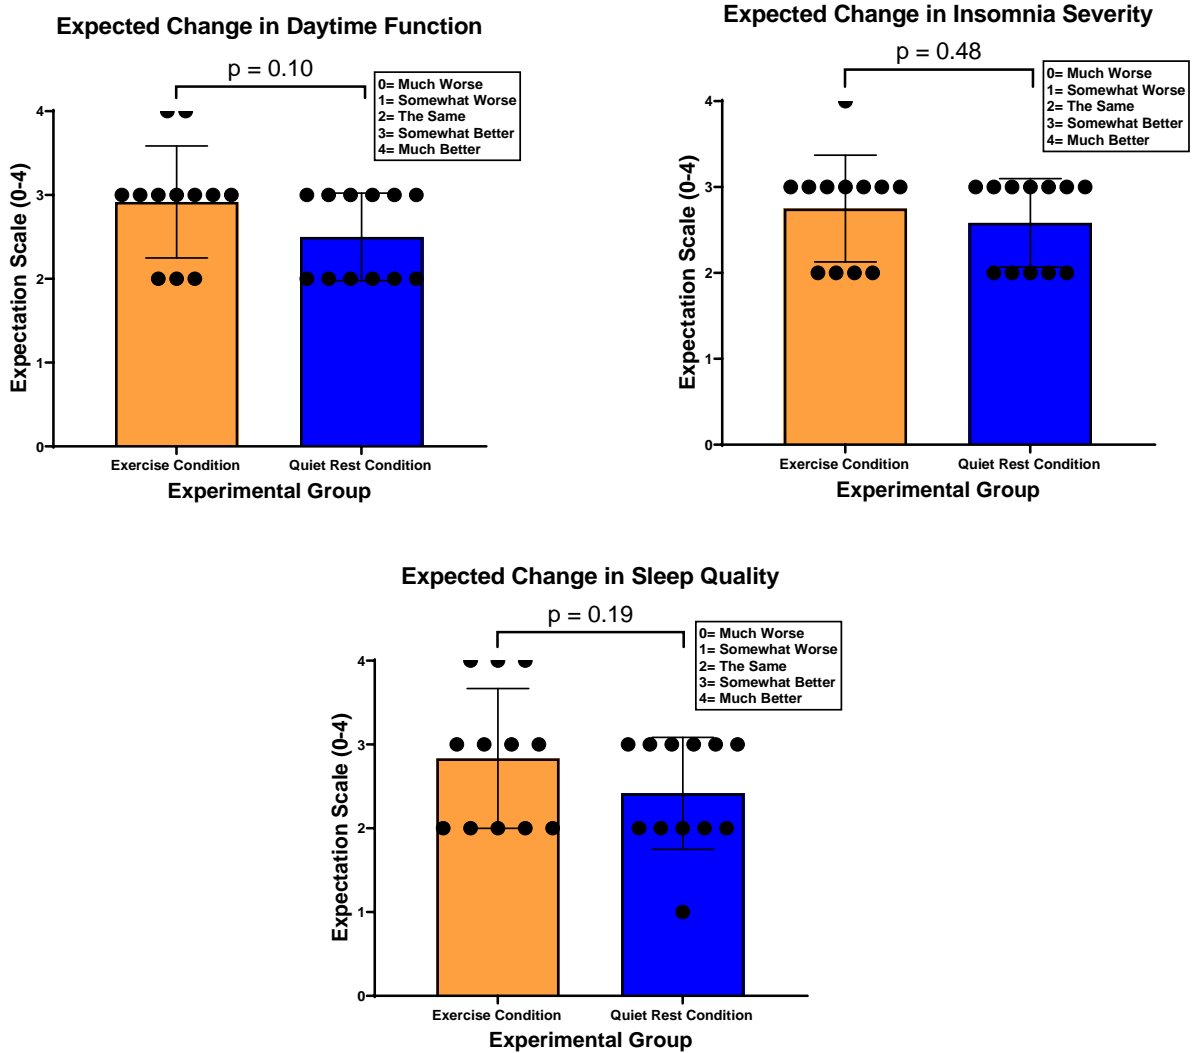 Expected Change in Daytime Function
p = 0.10
0= Much Worse
1= Somewhat Worse
2= The Same
3= Somewhat Better
4= Much Better
Expectation Scale (0-4)
4
3
2
1
0
Exercise Condition
Quiet Rest Condition
Experimental Group
Expected Change in Insomnia Severity
p = 0.48
0= Much Worse
1= Somewhat Worse
2= The Same
3= Somewhat Better
4= Much Better
Expectation Scale (0-4)
4
3
2
1
0
Exercise Condition
Quiet Rest Condition
Experimental Group
Expected Change in Sleep Quality
p = 0.19
0= Much Worse
1= Somewhat Worse
2= The Same
3= Somewhat Better
4= Much Better
Expectation Scale (0-4)
4
3
2
1
0
Exercise Condition
Quiet Rest Condition
Experimental Group